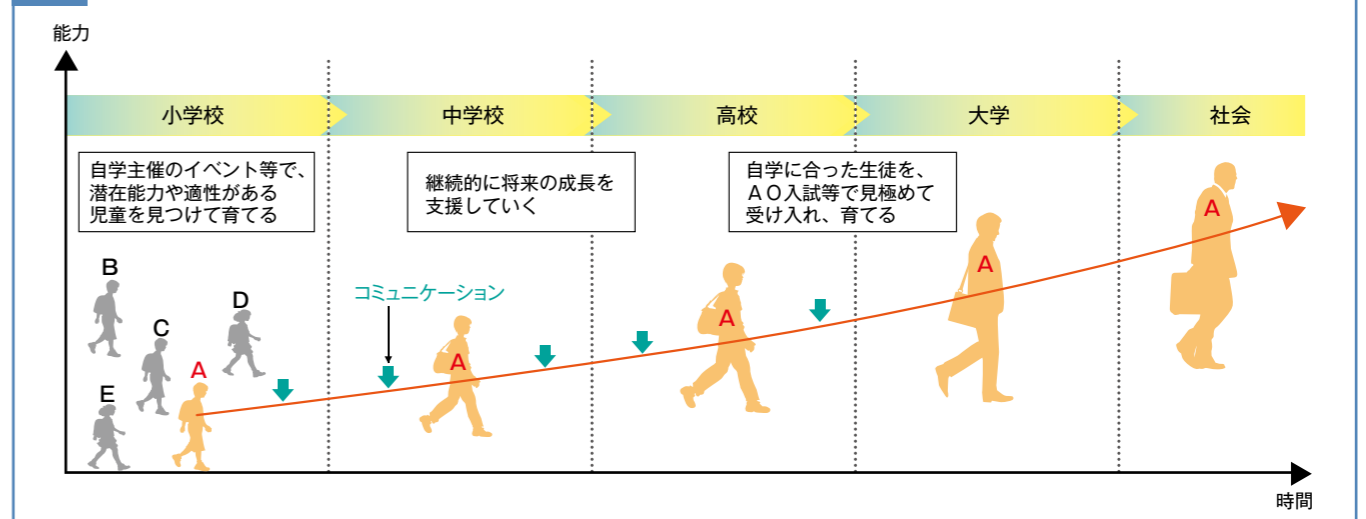 能力
小学校
中学校
高校
大学
社会
自学主催のイベント等で、
潜在能力や適性がある
児童を見つけて育てる
継続的に将来の成長を
支援していく
自学に合った生徒を、
ＡＯ入試等で見極めて
受け入れ、育てる
B
C
D
E
A
コミュニケーション
A
A
A
A
時間